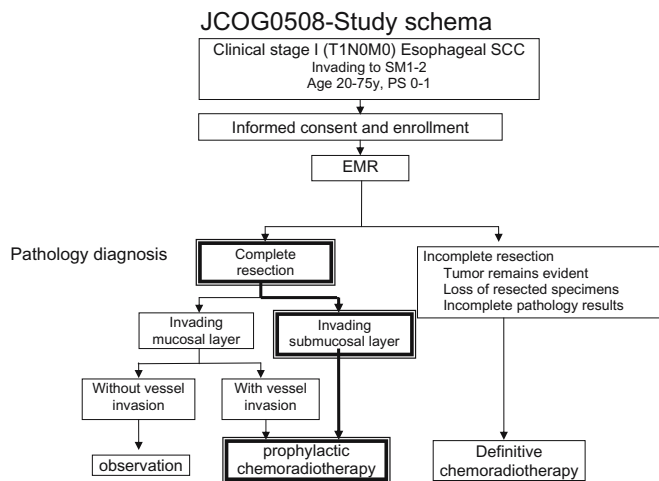 JCOG0508-Study schema
Clinical stage I (T1N0M0) Esophageal SCC
Invading to SM1-2
Age 20-75y, PS 0-1
Informed consent and enrollment
EMR
Pathology diagnosis
Complete
resection
Incomplete resection
Tumor remains evident
Loss of resected specimens
Incomplete pathology results
Invading
mucosal layer
Invading
submucosal layer
Without vessel
invasion
With vessel
invasion
observation
prophylactic
chemoradiotherapy
Definitive
chemoradiotherapy